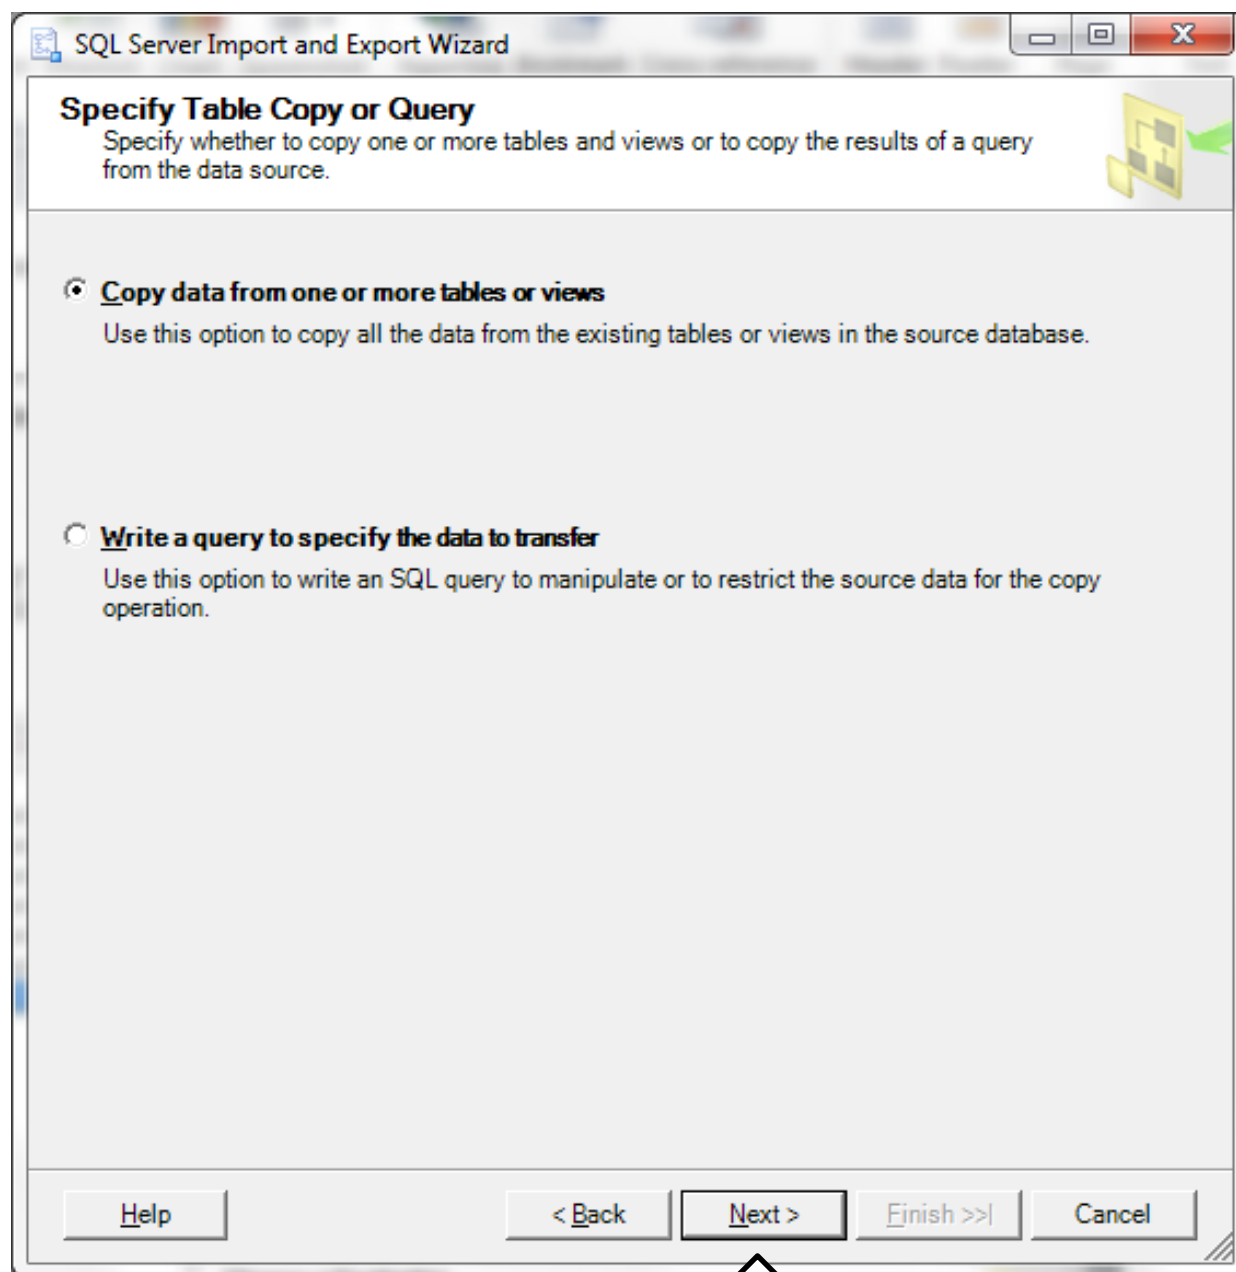 SQL Server Import and Export Wizard
Specify Table Copy or Query
Specify whether to copy one or more tables and views or to copy the results of a query
from the data source.
Copy data from one or more tables or views
Use this option to copy all the data from the existing tables or views in the source database.
Write a query to specify the data to transfer
Use this option to write an SQL query to manipulate or to restrict the source data for the copy
operation.
Help
< Back
Next >
Finish >>|
Cancel